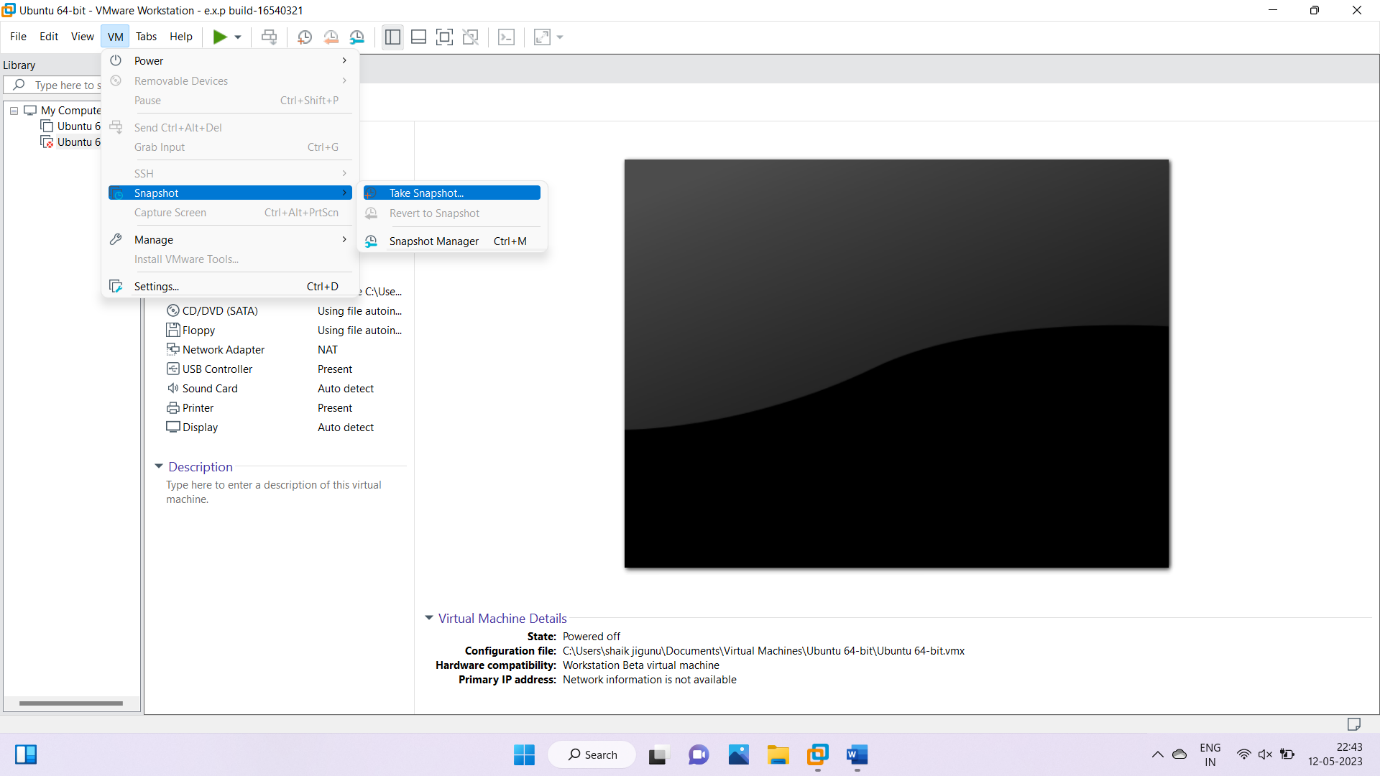 Ubuntu 64-bit - VMware Workstation - e.x.p build-16540321
File Edit View VM Tabs Help
Library
Type here to s
My Compute
Ubuntu 6
Ubuntu 6
Power
Removable Devices
Pause Ctrl+Shift+P
Send Ctrl+Alt+Del
Grab Input Ctrl+G
SSH
Snapshot
Capture Screen Ctrl+Alt+PrtScn
Manage
Install VMware Tools...
Settings... Ctrl+D
Take Snapshot...
Revert to Snapshot
Snapshot Manager Ctrl+M
e C:\Use...
CD/DVD (SATA) Using file autoin...
Floppy Using file autoin...
Network Adapter NAT
USB Controller Present
Sound Card Auto detect
Printer Present
Display Auto detect
Description
Type here to enter a description of this virtual
machine.
Virtual Machine Details
State: Powered off
Configuration file: C:\Users\shaik jigunu\Documents\Virtual Machines\Ubuntu 64-bit\Ubuntu 64-bit.vmx
Hardware compatibility: Workstation Beta virtual machine
Primary IP address: Network information is not available
Search
ENG
IN
22:43
12-05-2023